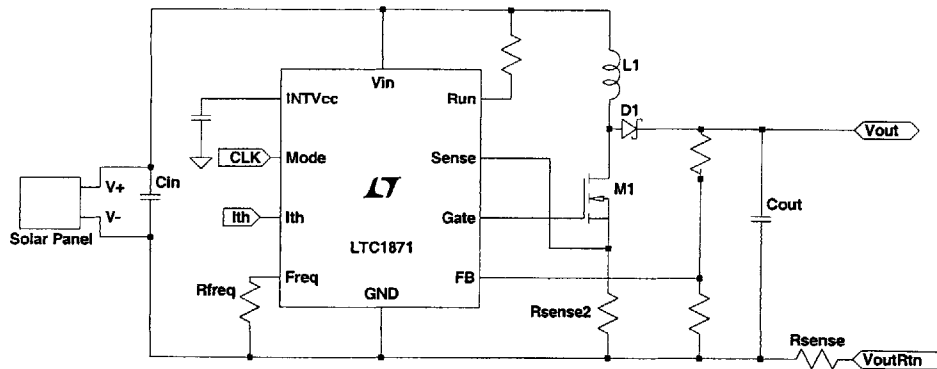 L1
Vin
INTVcc
Run
D1
CLK
Mode
Sense
Vout
V+
Cin
M1
V-
Ith
Ith
Gate
Cout
Solar Panel
LTC1871
Rfreq
Freq
FB
GND
Rsense2
Rsense
VoutRtn